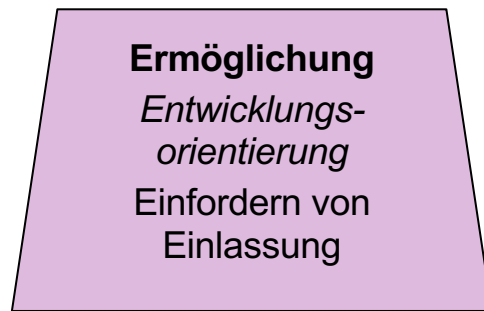 Ermöglichung
Entwicklungs-
orientierung
Einfordern von
Einlassung